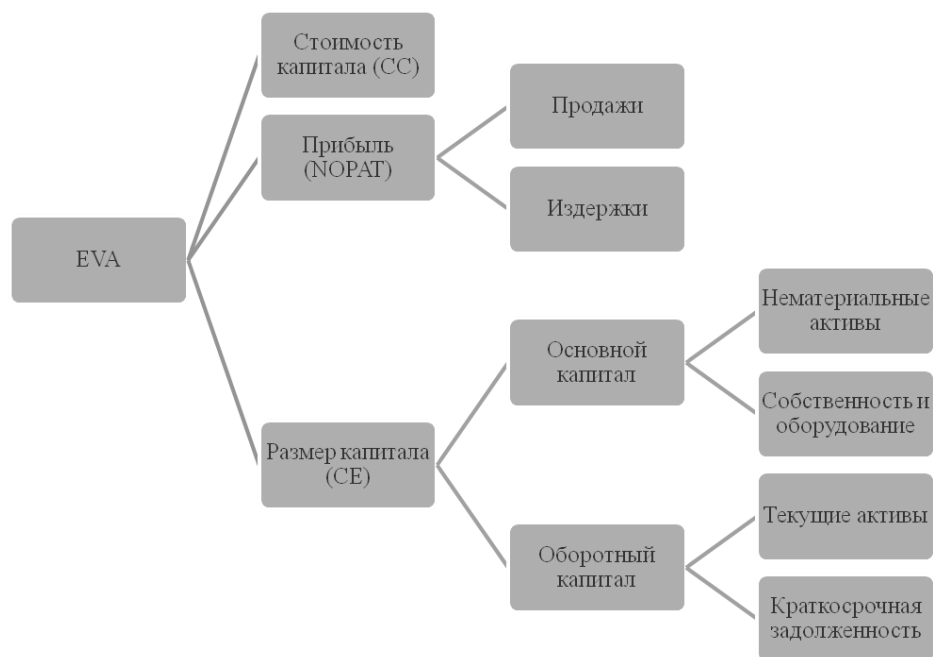 Стоимость
капитала (CC)
Прибыль
(NOPAT)
Продажи
Издержки
EVA
Размер капитала
(CE)
Основной
капитал
Нематериальные
активы
Собственность и
оборудование
Оборотный
капитал
Текущие активы
Краткосрочная
задолженность